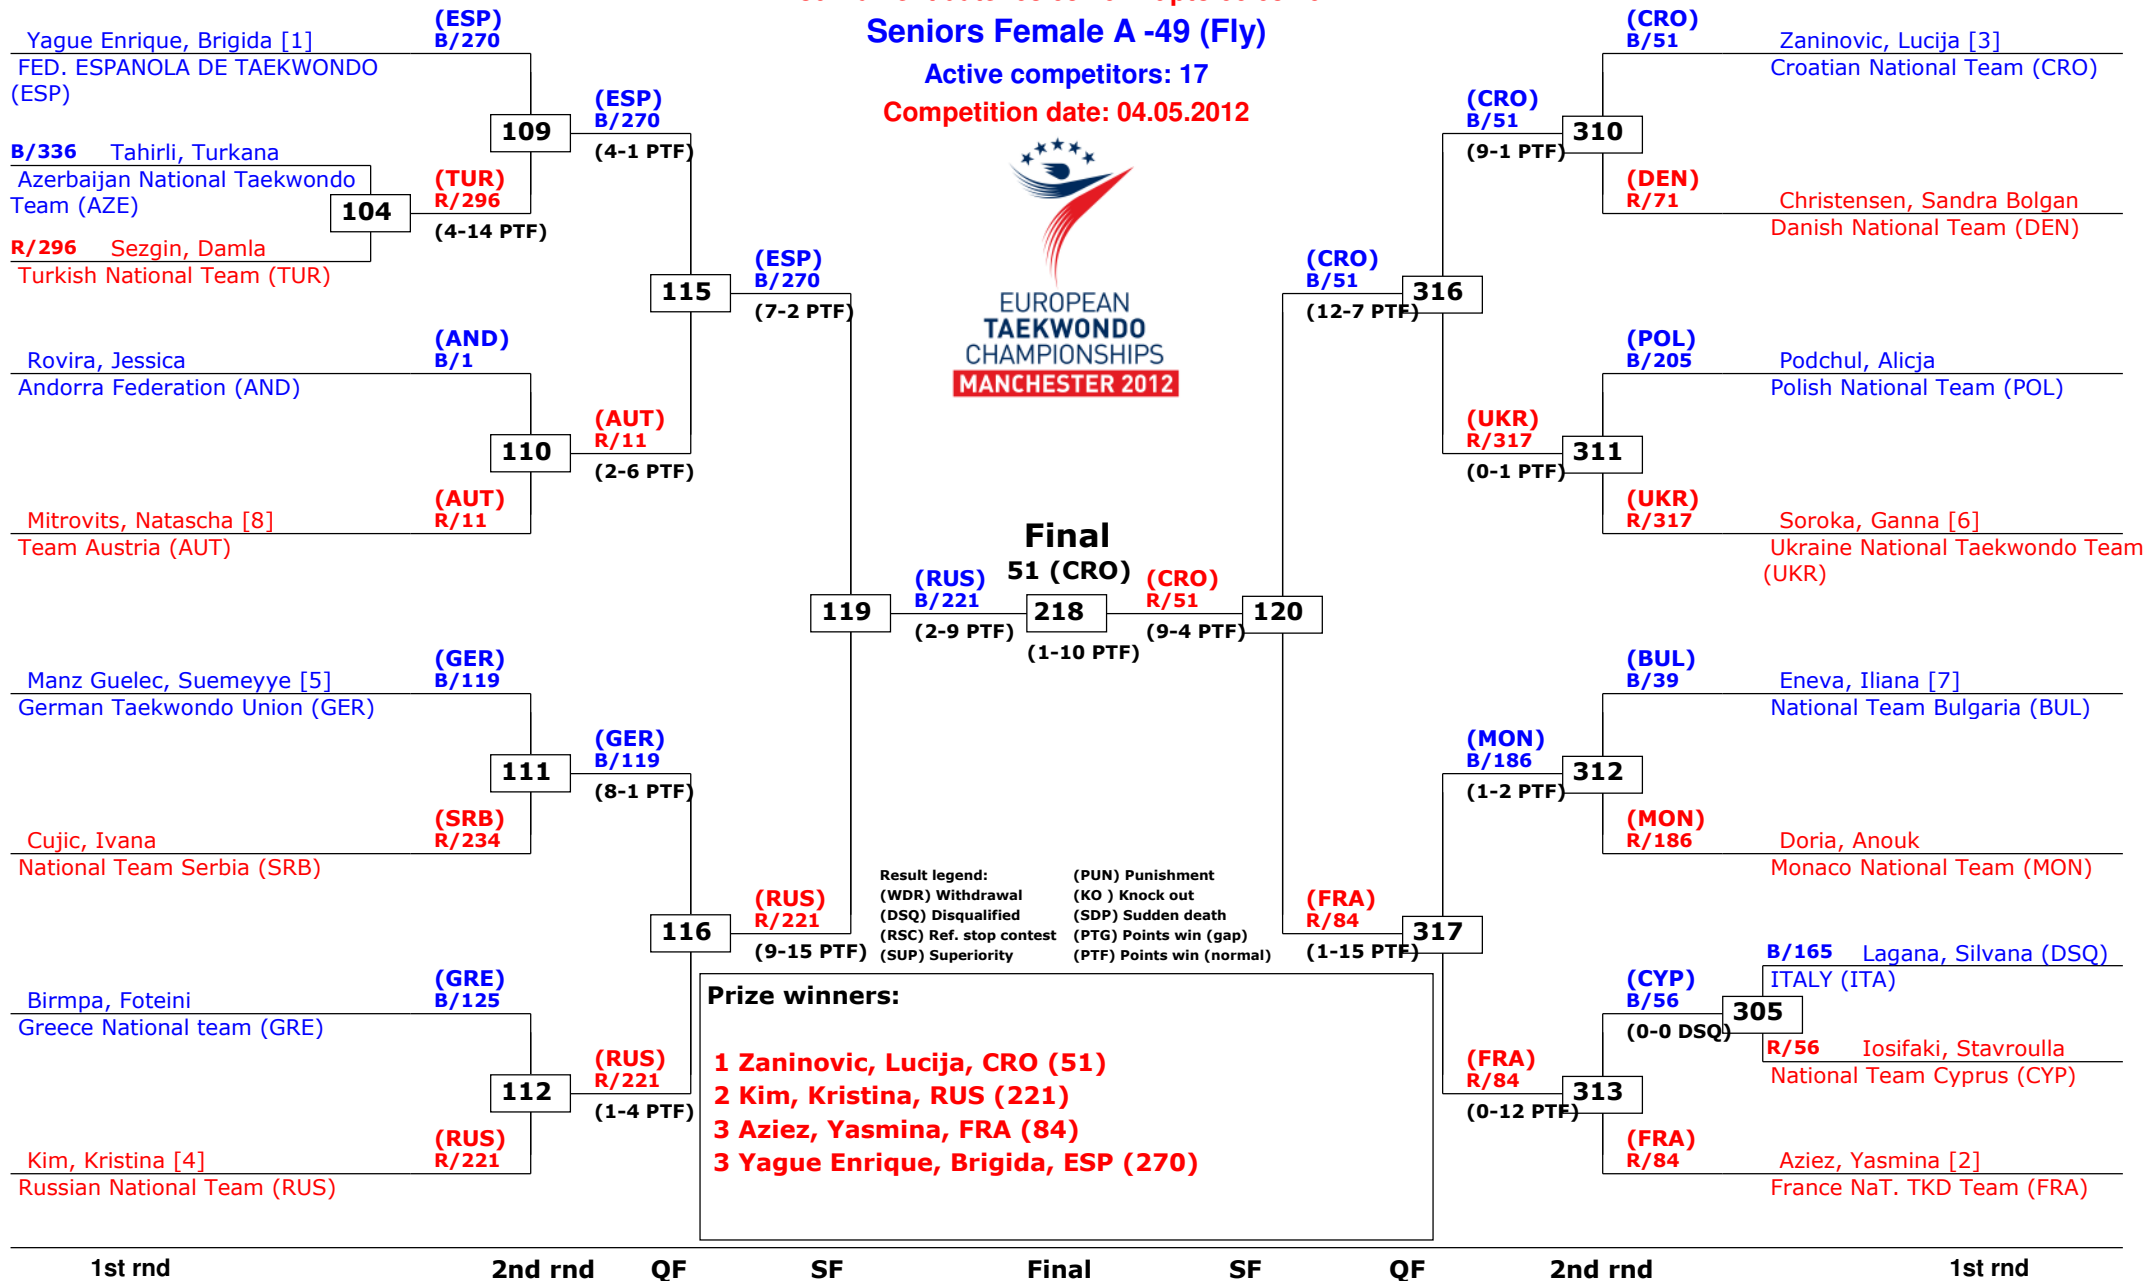 Seniors Female A -49 (Fly)
Active competitors: 17
Competition date: 04.05.2012
EUROPEAN
TAEKWONDO
CHAMPIONSHIPS
MANCHESTER 2012
Yague Enrique, Brigida [1]
FED. ESPANOLA DE TAEKWONDO
(ESP)
(ESP)
B/270
B/336 Tahirli, Turkana
Azerbaijan National Taekwondo
Team (AZE)
104
R/296 Sezgin, Damla
Turkish National Team (TUR)
(TUR)
R/296
(4-14 PTF)
109
(ESP)
B/270
(4-1 PTF)
Rovira, Jessica
Andorra Federation (AND)
(AND)
B/1
110
Mitrovits, Natascha [8]
Team Austria (AUT)
(AUT)
R/11
(AUT)
R/11
(2-6 PTF)
115
(ESP)
B/270
(7-2 PTF)
Manz Guelec, Suemeyye [5]
German Taekwondo Union (GER)
(GER)
B/119
111
Cujic, Ivana
National Team Serbia (SRB)
(SRB)
R/234
(GER)
B/119
(8-1 PTF)
Birmpa, Foteini
Greece National team (GRE)
(GRE)
B/125
112
Kim, Kristina [4]
Russian National Team (RUS)
(RUS)
R/221
(RUS)
R/221
(1-4 PTF)
116
(RUS)
R/221
(9-15 PTF)
119
(RUS)
B/221
(2-9 PTF)
Final
51 (CRO)
218
(1-10 PTF)
(CRO)
R/51
(9-4 PTF)
120
(CRO)
B/51
(12-7 PTF)
316
(CRO)
B/51
(9-1 PTF)
310
(CRO)
B/51
Zaninovic, Lucija [3]
Croatian National Team (CRO)
(DEN)
R/71
Christensen, Sandra Bolgan
Danish National Team (DEN)
(POL)
B/205
Podchul, Alicja
Polish National Team (POL)
(UKR)
R/317
(0-1 PTF)
311
(UKR)
R/317
Soroka, Ganna [6]
Ukraine National Taekwondo Team
(UKR)
(BUL)
B/39
Eneva, Iliana [7]
National Team Bulgaria (BUL)
(MON)
B/186
(1-2 PTF)
312
(MON)
R/186
Doria, Anouk
Monaco National Team (MON)
(FRA)
R/84
(1-15 PTF)
317
B/165 Lagana, Silvana (DSQ)
ITALY (ITA)
(CYP)
B/56
(0-0 DSQ)
305
R/56 Iosifaki, Stavroulla
National Team Cyprus (CYP)
(FRA)
R/84
(0-12 PTF)
313
(FRA)
R/84
Aziez, Yasmina [2]
France NaT. TKD Team (FRA)
Result legend:
(WDR) Withdrawal
(DSQ) Disqualified
(RSC) Ref. stop contest
(SUP) Superiority
(PUN) Punishment
(KO ) Knock out
(SDP) Sudden death
(PTG) Points win (gap)
(PTF) Points win (normal)
Prize winners:
1 Zaninovic, Lucija, CRO (51)
2 Kim, Kristina, RUS (221)
3 Aziez, Yasmina, FRA (84)
3 Yague Enrique, Brigida, ESP (270)
1st rnd 2nd rnd QF SF Final SF QF 2nd rnd 1st rnd